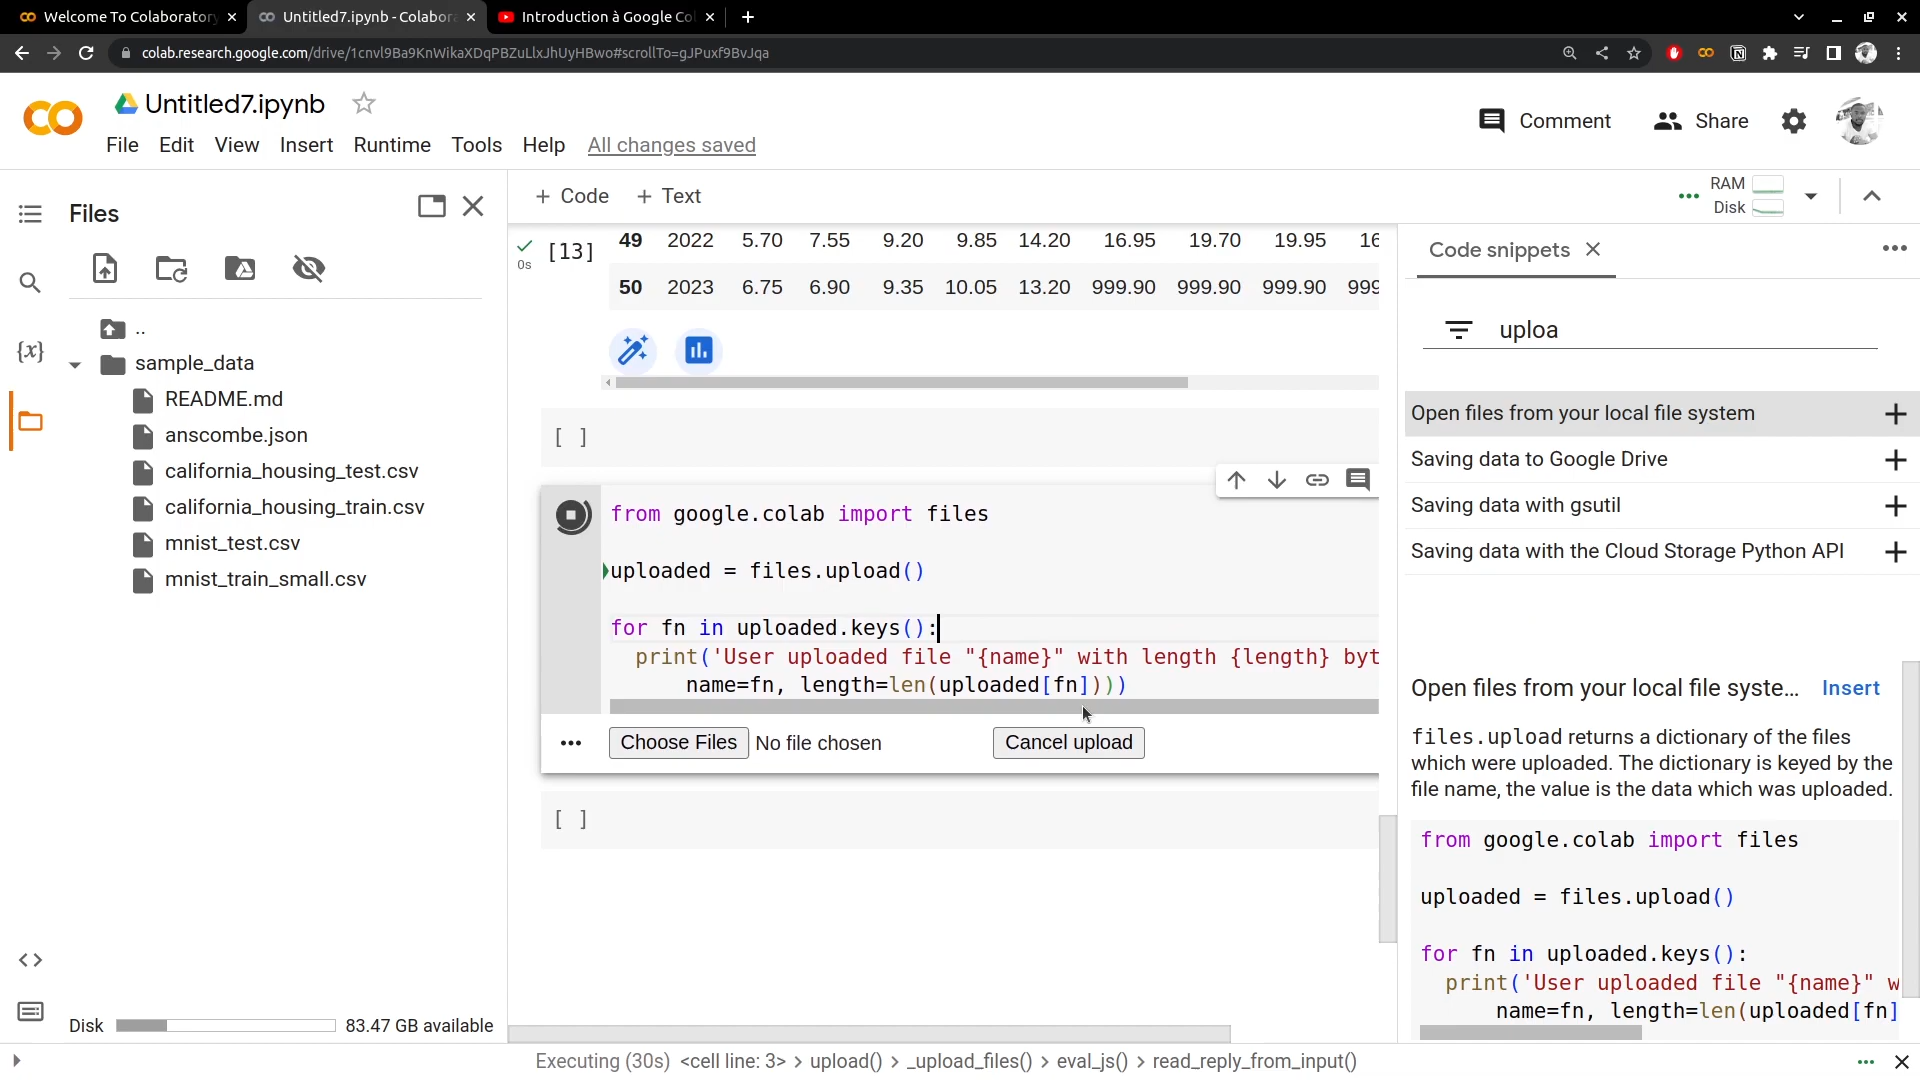 Welcome To Colaboratory
Untitled7.ipynb - Colabora
Introduction à Google Co
colab.research.google.com/drive/1cnvl9Ba9KnWikaXDqPBZuLlxJhUyHBwo#scrollTo=gJPuxf9BvJqa
Untitled7.ipynb
File Edit View Insert Runtime Tools Help All changes saved
Comment
Share
Files
+ Code + Text
RAM
Disk
..
sample_data
README.md
anscombe.json
california_housing_test.csv
california_housing_train.csv
mnist_test.csv
mnist_train_small.csv
Disk 83.47 GB available
0s
[13]
49 2022 5.70 7.55 9.20 9.85 14.20 16.95 19.70 19.95 16
50 2023 6.75 6.90 9.35 10.05 13.20 999.90 999.90 999.90 999
[ ]
from google.colab import files
uploaded = files.upload()
for fn in uploaded.keys():
print('User uploaded file "{name}" with length {length} byt
name=fn, length=len(uploaded[fn])))
Choose Files No file chosen Cancel upload
[ ]
Code snippets
uploa
Open files from your local file system
Saving data to Google Drive
Saving data with gsutil
Saving data with the Cloud Storage Python API
Open files from your local file syste... Insert
files.upload returns a dictionary of the files
which were uploaded. The dictionary is keyed by the
file name, the value is the data which was uploaded.
from google.colab import files
uploaded = files.upload()
for fn in uploaded.keys():
print('User uploaded file "{name}" w
name=fn, length=len(uploaded[fn]
Executing (30s) <cell line: 3> > upload() > _upload_files() > eval_js() > read_reply_from_input()